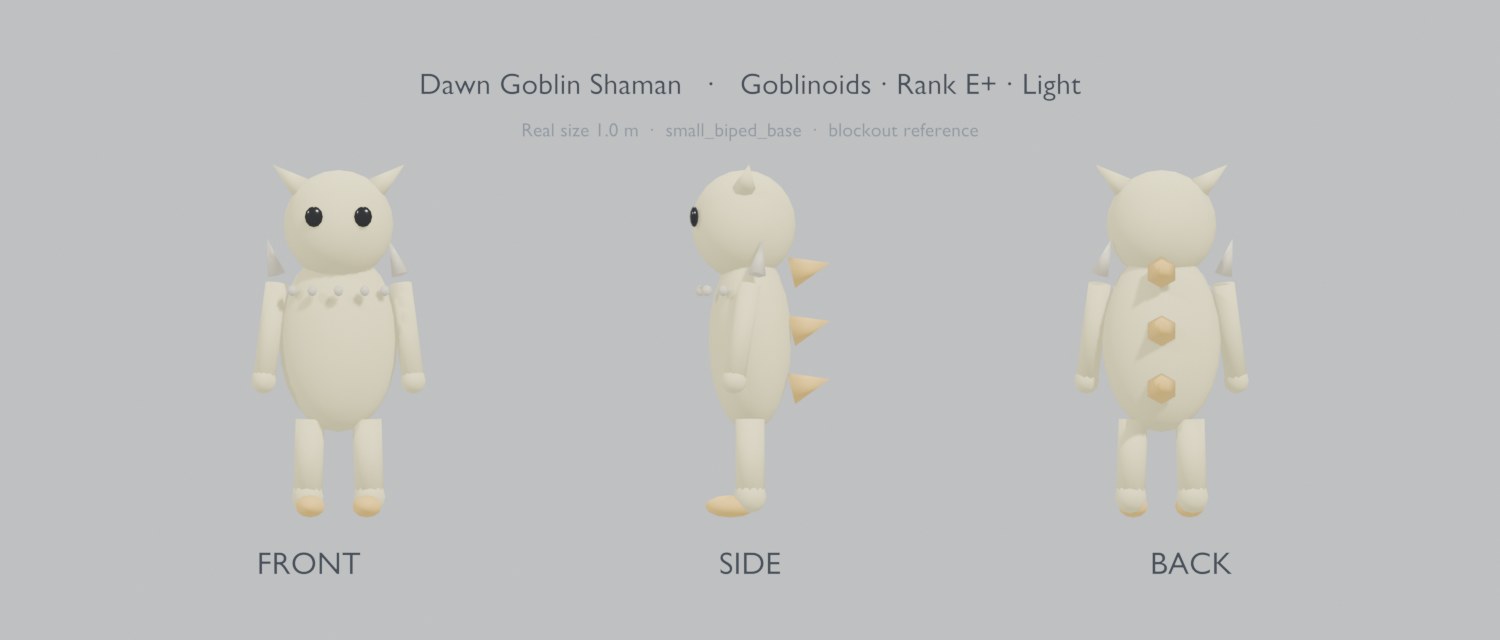 Dawn Goblin Shaman · Goblinoids · Rank E+ · Light
Real size 1.0 m · small_biped_base · blockout reference
FRONT SIDE BACK